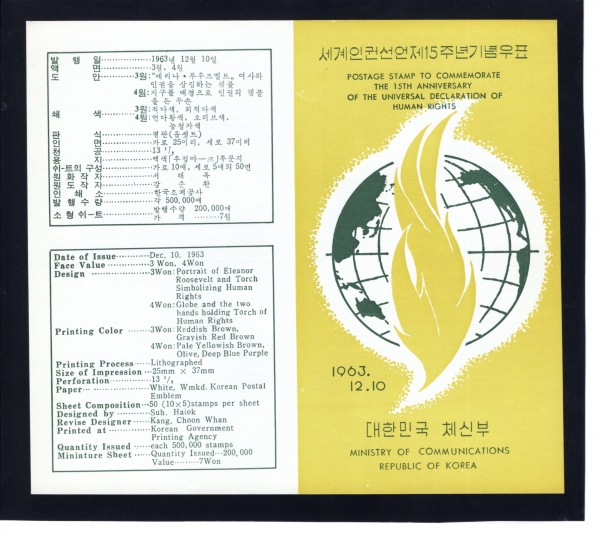 발 행 일 ················ 1963년 12월 10일
액 면 ················ 3원, 4원
도 안 ········ 3원: "에리나・루우즈벨트„ 여사와
인권을 상징하는 횃불
4원: 지구를 배경으로 인권의 횃불
을 든 두손
쇄 색 ········ 3원: 적다색, 회적다색
4원: 연다황색, 오리브색,
농청자색
판 식 ············ 평판(옵셋트)
인 면 ············ 가로 25미리, 세로 37미리
천 공 ············ 13 1/2
용 지 ············ 백색[우정마ー크]투문지
쉬ー트의 구성 ········ 가로 10매, 세로 5매의 50면
원 화 작 자 ········ 서 해 옥
원 도 작 자 ········ 강 춘 환
인 쇄 소 ········ 한국조폐공사
발 행 수 량 ········ 각 500,000매
소 형 쉬ー트 ········ 발행수량 200,000매
가 격 ········ 7원
Date of Issue ············ Dec. 10, 1963
Face Value ············ 3 Won, 4Won
Design ············ 3Won: Portrait of Eleanor
Roosevelt and Torch
Simbolizing Human
Rights
4Won: Globe and the two
hands holding Torch of
Human Rights
Printing Color ········ 3Won: Reddish Brown,
Grayish Red Brown
4Won: Pale Yellowish Brown,
Olive, Deep Blue Purple
Printing Process ····· Lithographed
Size of Impression ···25mm × 37mm
Perforation ············ 13 1/2
Paper ··· ············ White, Wmkd. Korean Postal
Emblem
Sheet Composition ···50 (10×5) stamps per sheet
Designed by ············ Suh. Haiok
Revise Designer ······ Kang, Choon Whan
Printed at ············ Korean Government
Printing Agency
Quantity Issued ······ each 500,000 stamps
Miniature Sheet ······ Quantity Issued···200,000
Value ········ 7Won
세계인권선언제15주년기념우표
POSTAGE STAMP TO COMMEMORATE
THE 15TH ANNIVERSARY
OF THE UNIVERSAL DECLARATION OF
HUMAN RIGHTS
1963.
12.10
대한민국 체신부
MINISTRY OF COMMUNICATIONS
REPUBLIC OF KOREA